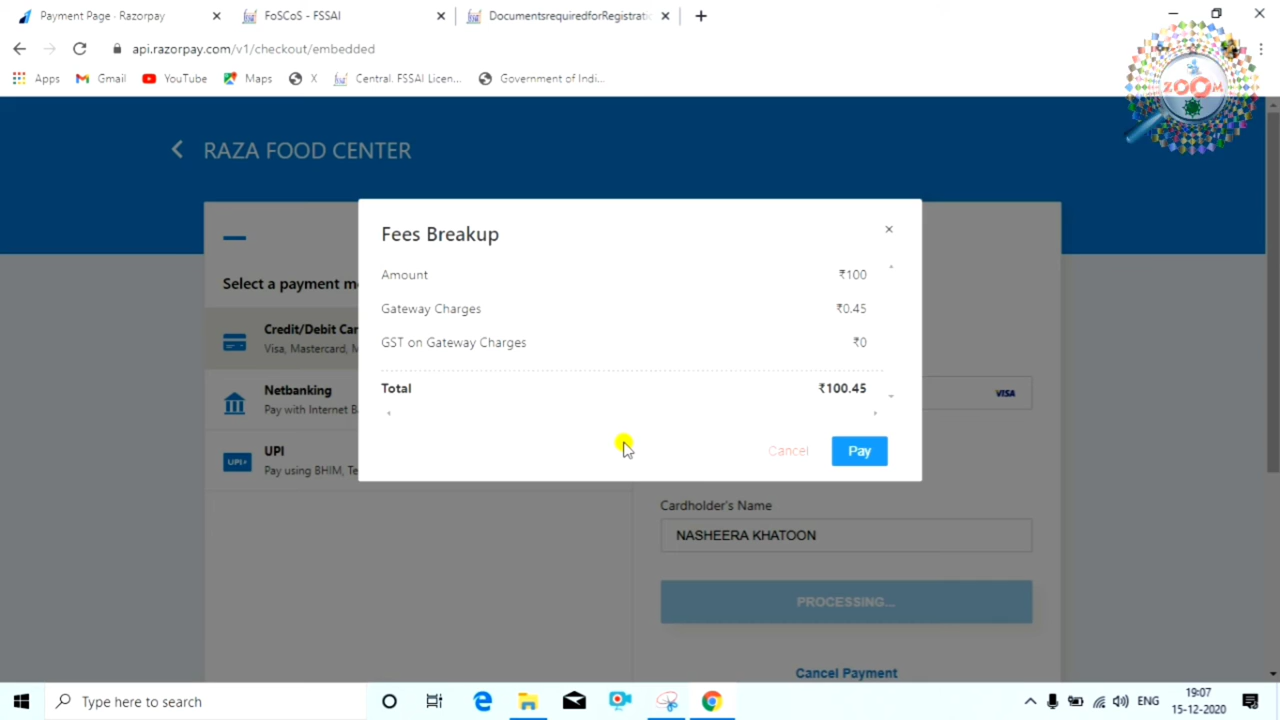 Payment Page - Razorpay
FoSCoS - FSSAI
DocumentsrequiredforRegistrati
api.razorpay.com/v1/checkout/embedded
Apps
Gmail
YouTube
Maps
X
Central. FSSAI Licen...
Government of Indi...
ZOOM
RAZA FOOD CENTER
Fees Breakup
Amount ₹100
Gateway Charges ₹0.45
GST on Gateway Charges ₹0
Total ₹100.45
Cancel
Pay
Select a payment m
Credit/Debit Car
Visa, Mastercard, M
Netbanking
Pay with Internet B
UPI
Pay using BHIM, Te
UPI
VISA
Cardholder's Name
NASHEERA KHATOON
PROCESSING...
Cancel Payment
Type here to search
ENG
19:07
15-12-2020